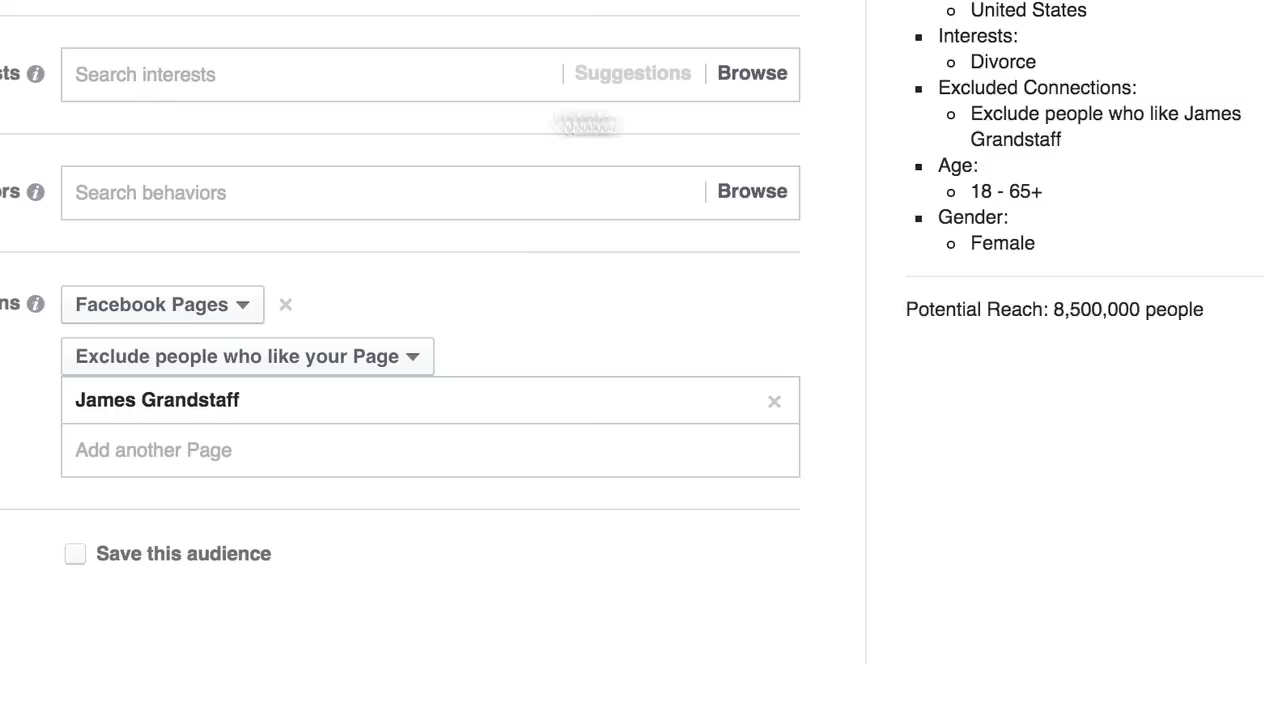 sts
Search interests
Suggestions
Browse
ors
Search behaviors
Browse
ns
Facebook Pages
Exclude people who like your Page
James Grandstaff
Add another Page
Save this audience
United States
Interests:
Divorce
Excluded Connections:
Exclude people who like James
Grandstaff
Age:
18 - 65+
Gender:
Female
Potential Reach: 8,500,000 people